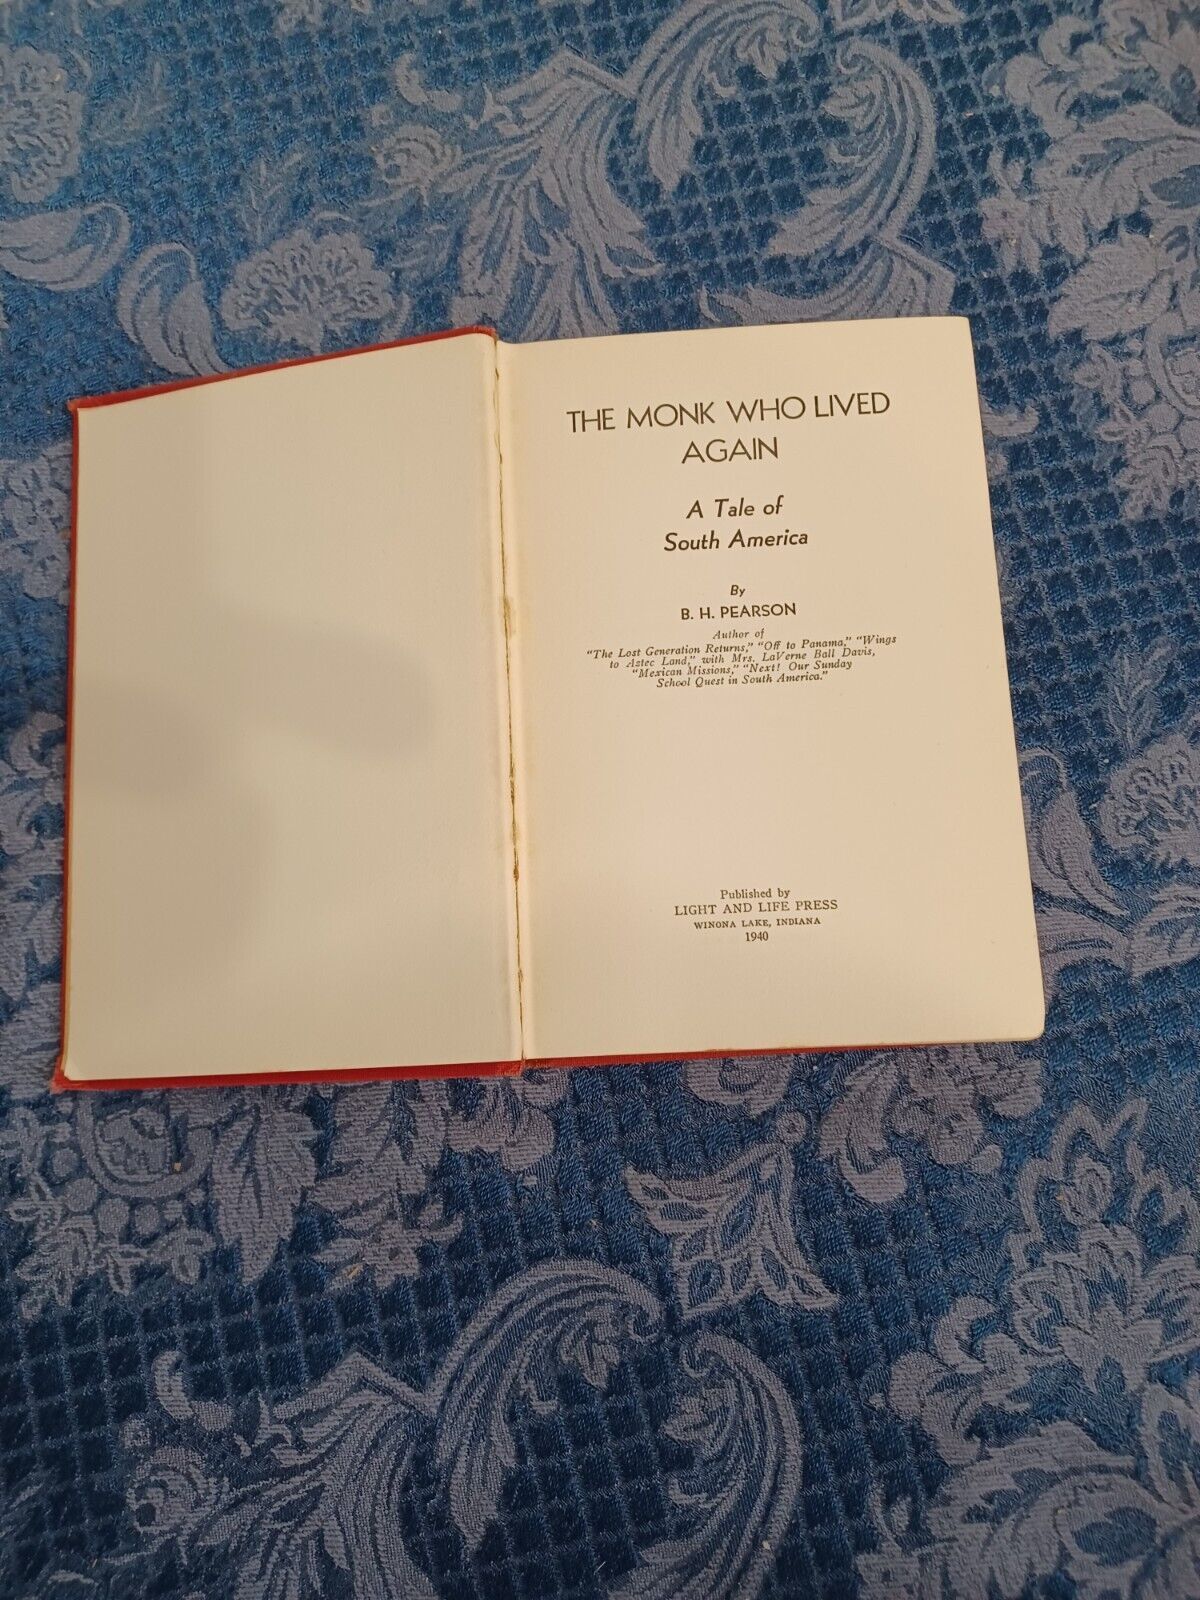 THE MONK WHO LIVED
AGAIN
A Tale of
South America
By
B. H. PEARSON
Author of
"The Lost Generation Returns," "Off to Panama," "Wings
to Aztec Land," with Mrs. LaVerne Ball Davis,
"Mexican Missions," "Next! Our Sunday
School Quest in South America."
Published by
LIGHT AND LIFE PRESS
WINONA LAKE, INDIANA
1940